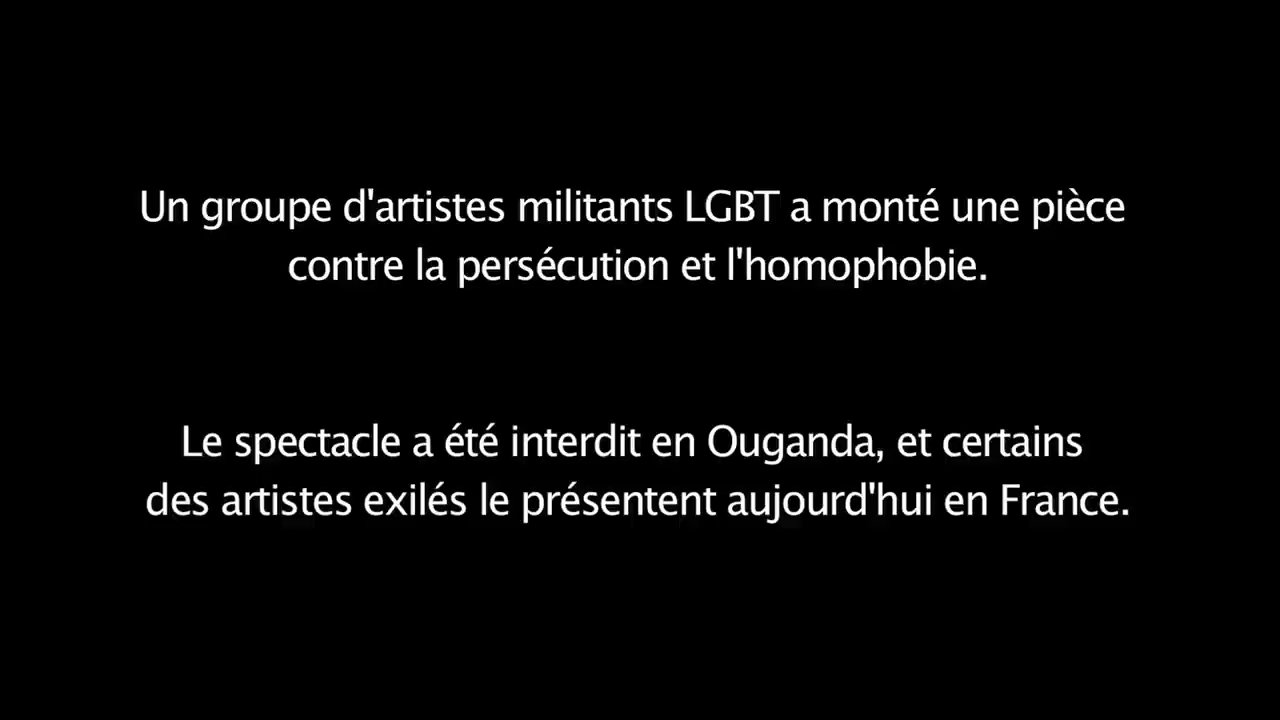 Un groupe d'artistes militants LGBT a monté une pièce
contre la persécution et l'homophobie.
Le spectacle a été interdit en Ouganda, et certains
des artistes exilés le présentent aujourd'hui en France.